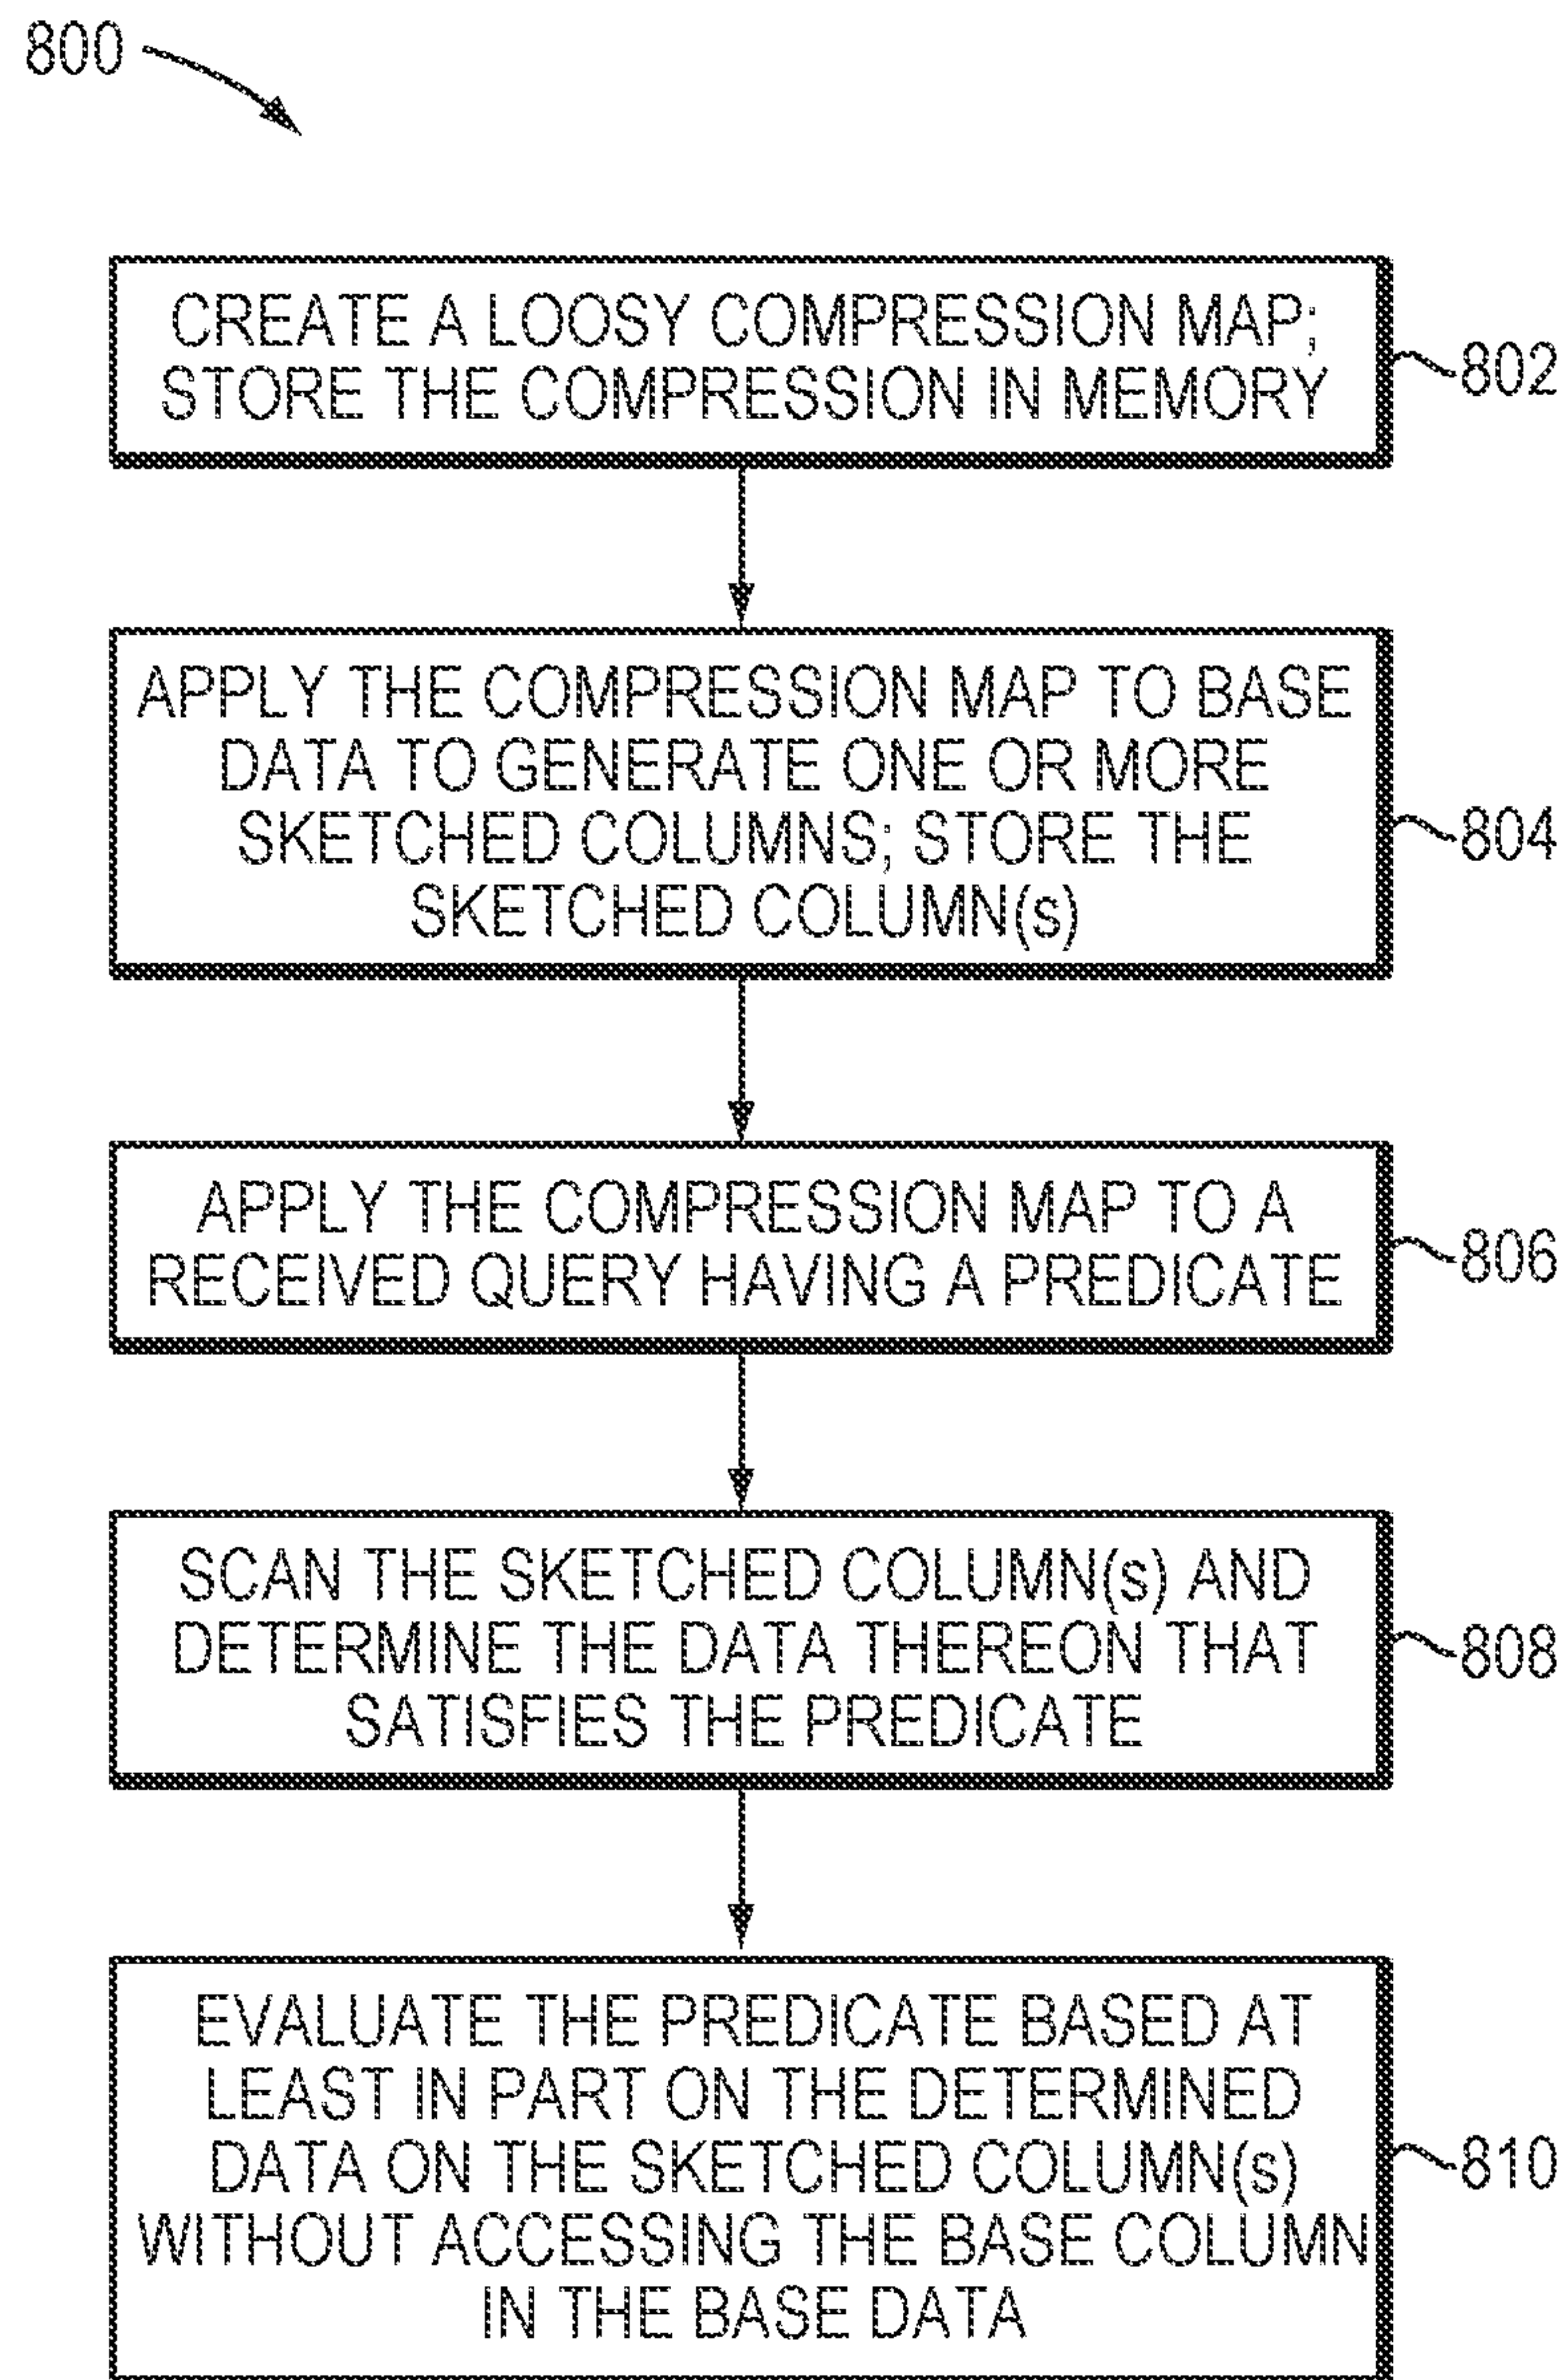 800
CREATE A LOOSY COMPRESSION MAP;
STORE THE COMPRESSION IN MEMORY
802
APPLY THE COMPRESSION MAP TO BASE
DATA TO GENERATE ONE OR MORE
SKETCHED COLUMNS; STORE THE
SKETCHED COLUMN(s)
804
APPLY THE COMPRESSION MAP TO A
RECEIVED QUERY HAVING A PREDICATE
806
SCAN THE SKETCHED COLUMN(s) AND
DETERMINE THE DATA THEREON THAT
SATISFIES THE PREDICATE
808
EVALUATE THE PREDICATE BASED AT
LEAST IN PART ON THE DETERMINED
DATA ON THE SKETCHED COLUMN(s)
WITHOUT ACCESSING THE BASE COLUMN
IN THE BASE DATA
810